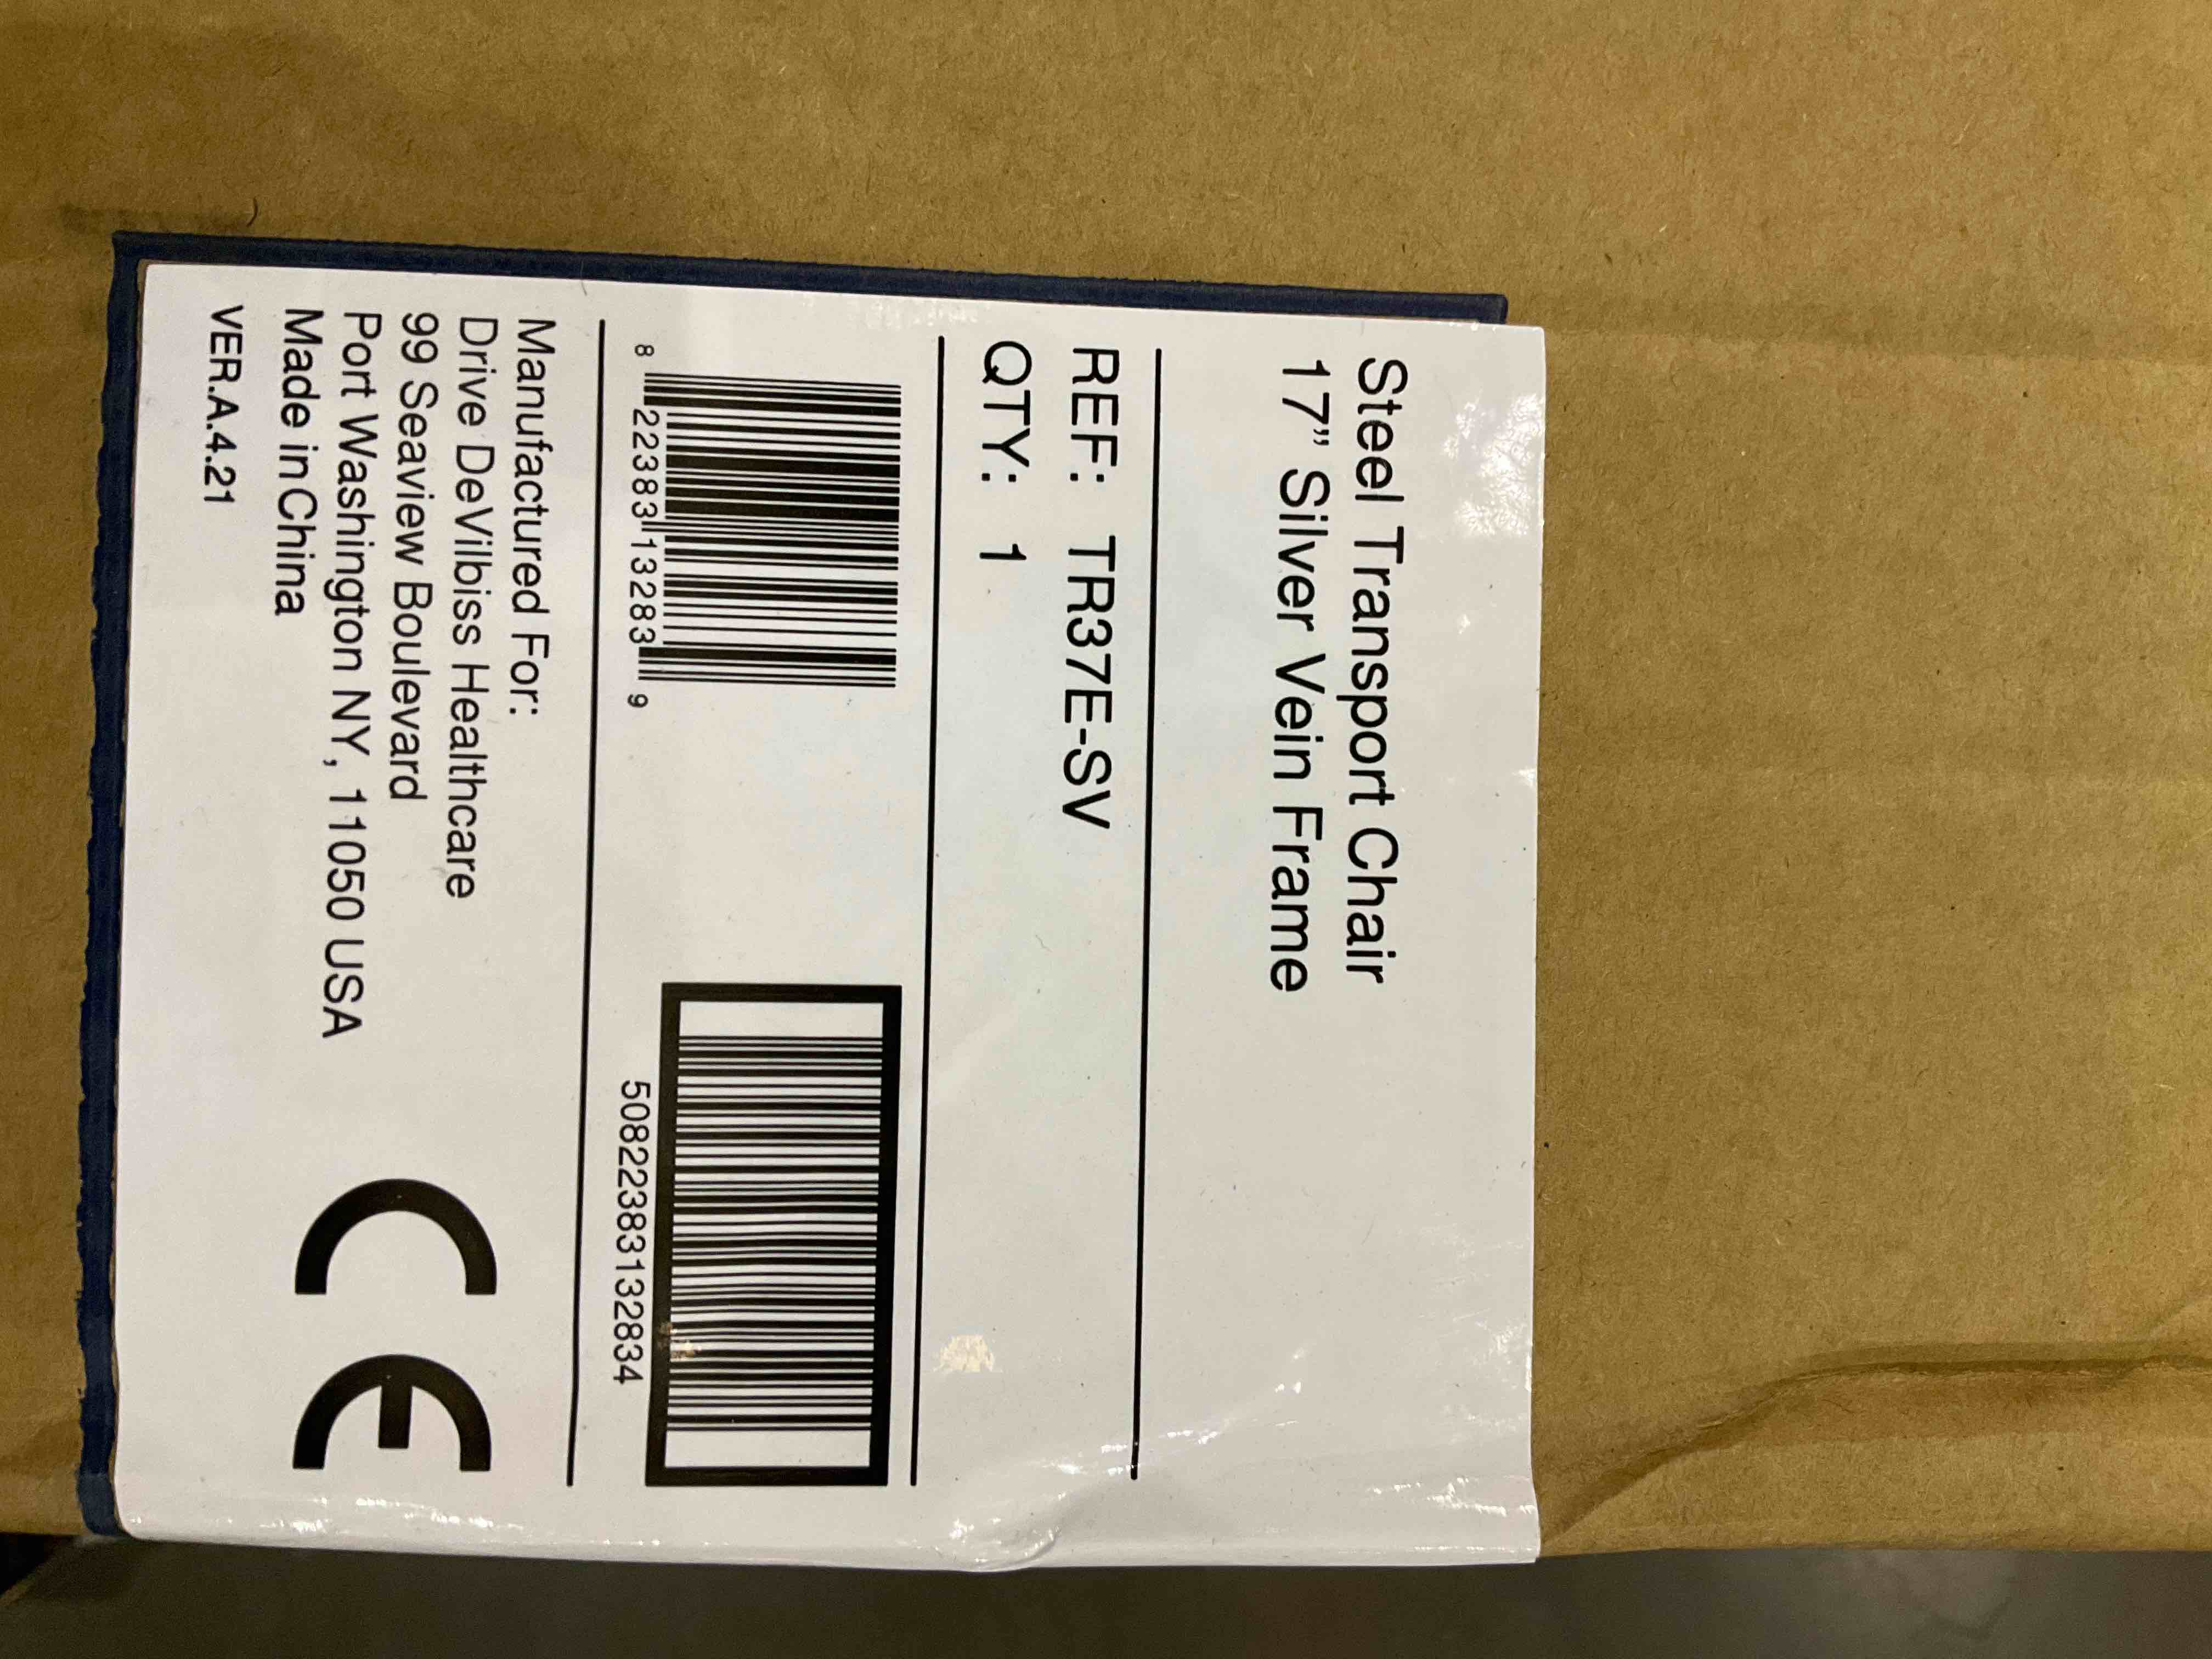 Steel Transport Chair
17” Silver Vein Frame
REF: TR37E-SV
QTY: 1
8 22383 13283 9
50822383132834
Manufactured For:
Drive DeVilbiss Healthcare
99 Seaview Boulevard
Port Washington NY, 11050 USA
Made in China
VER.A.4.21
CE